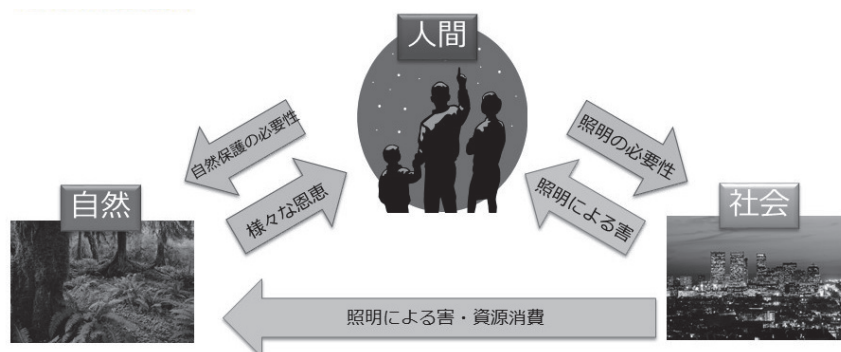 人間
自然保護の必要性
様々な恩恵
照明の必要性
照明による害
自然
社会
照明による害・資源消費